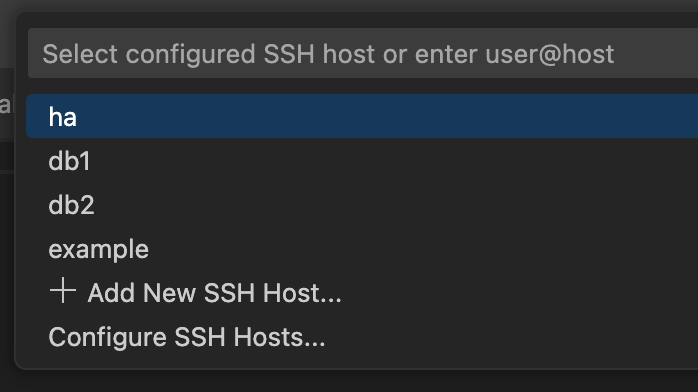 Select configured SSH host or enter user@host
ha
db1
db2
example
+ Add New SSH Host...
Configure SSH Hosts...